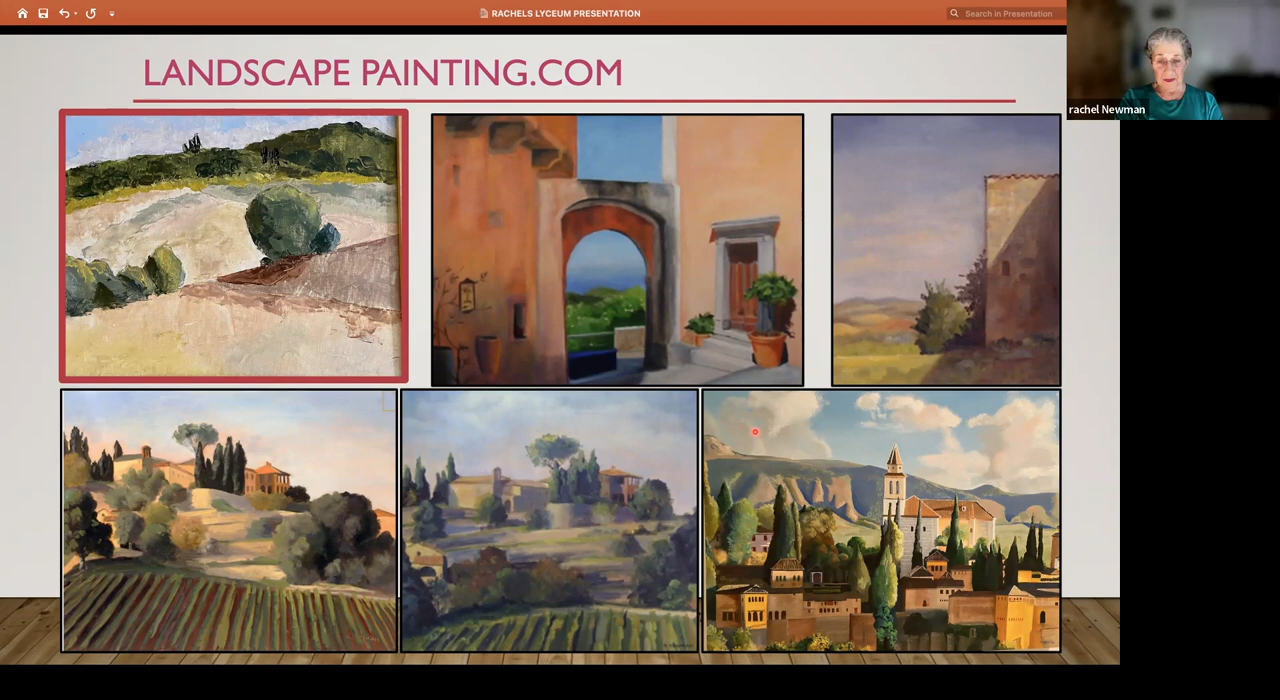 RACHELS LYCEUM PRESENTATION
Search in Presentation
LANDSCAPE PAINTING.COM
rachel Newman